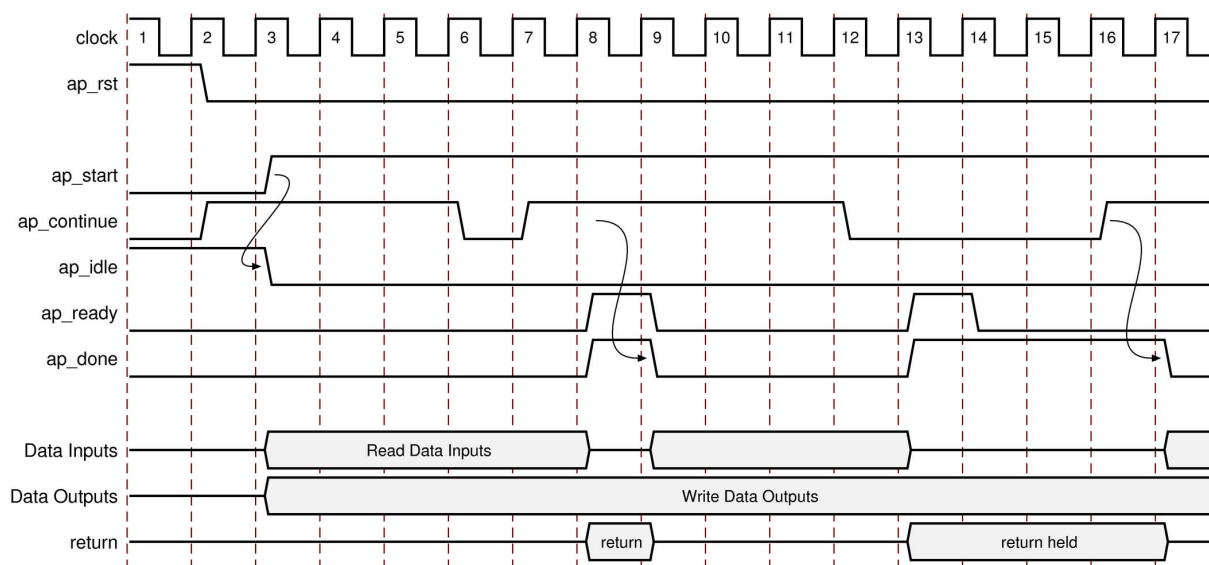 clock 1 2 3 4 5 6 7 8 9 10 11 12 13 14 15 16 17
ap_rst
ap_start
ap_continue
ap_idle
ap_ready
ap_done
Data Inputs Read Data Inputs
Data Outputs Write Data Outputs
return return return held